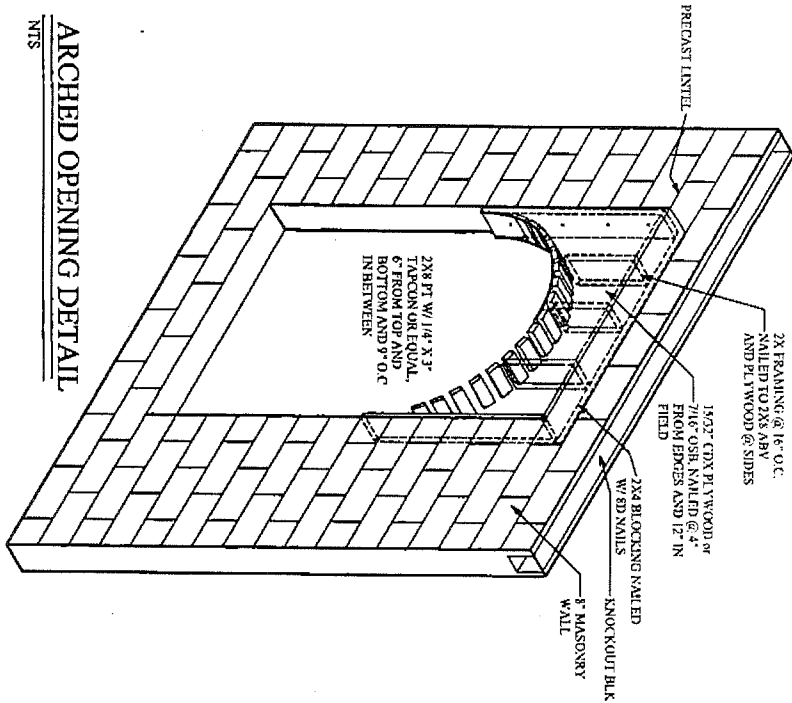 PRECAST LINTEL
2X FRAMING @ 16" O.C.
NAILED TO 2X8 ABV
AND PLYWOOD @ SIDES
15/32" CDX PLYWOOD or
7/16" OSB, NAILED @ 4"
FROM EDGES AND 12" IN
FIELD
2X4 BLOCKING NAILED
W/ 8D NAILS
KNOCKOUT BLK
8" MASONRY
WALL
2X8 PT W/ 1/4" X 3"
TAPCON OR EQUAL,
6" FROM TOP AND
BOTTOM AND 9" O.C
IN BETWEEN
ARCHED OPENING DETAIL
NTS